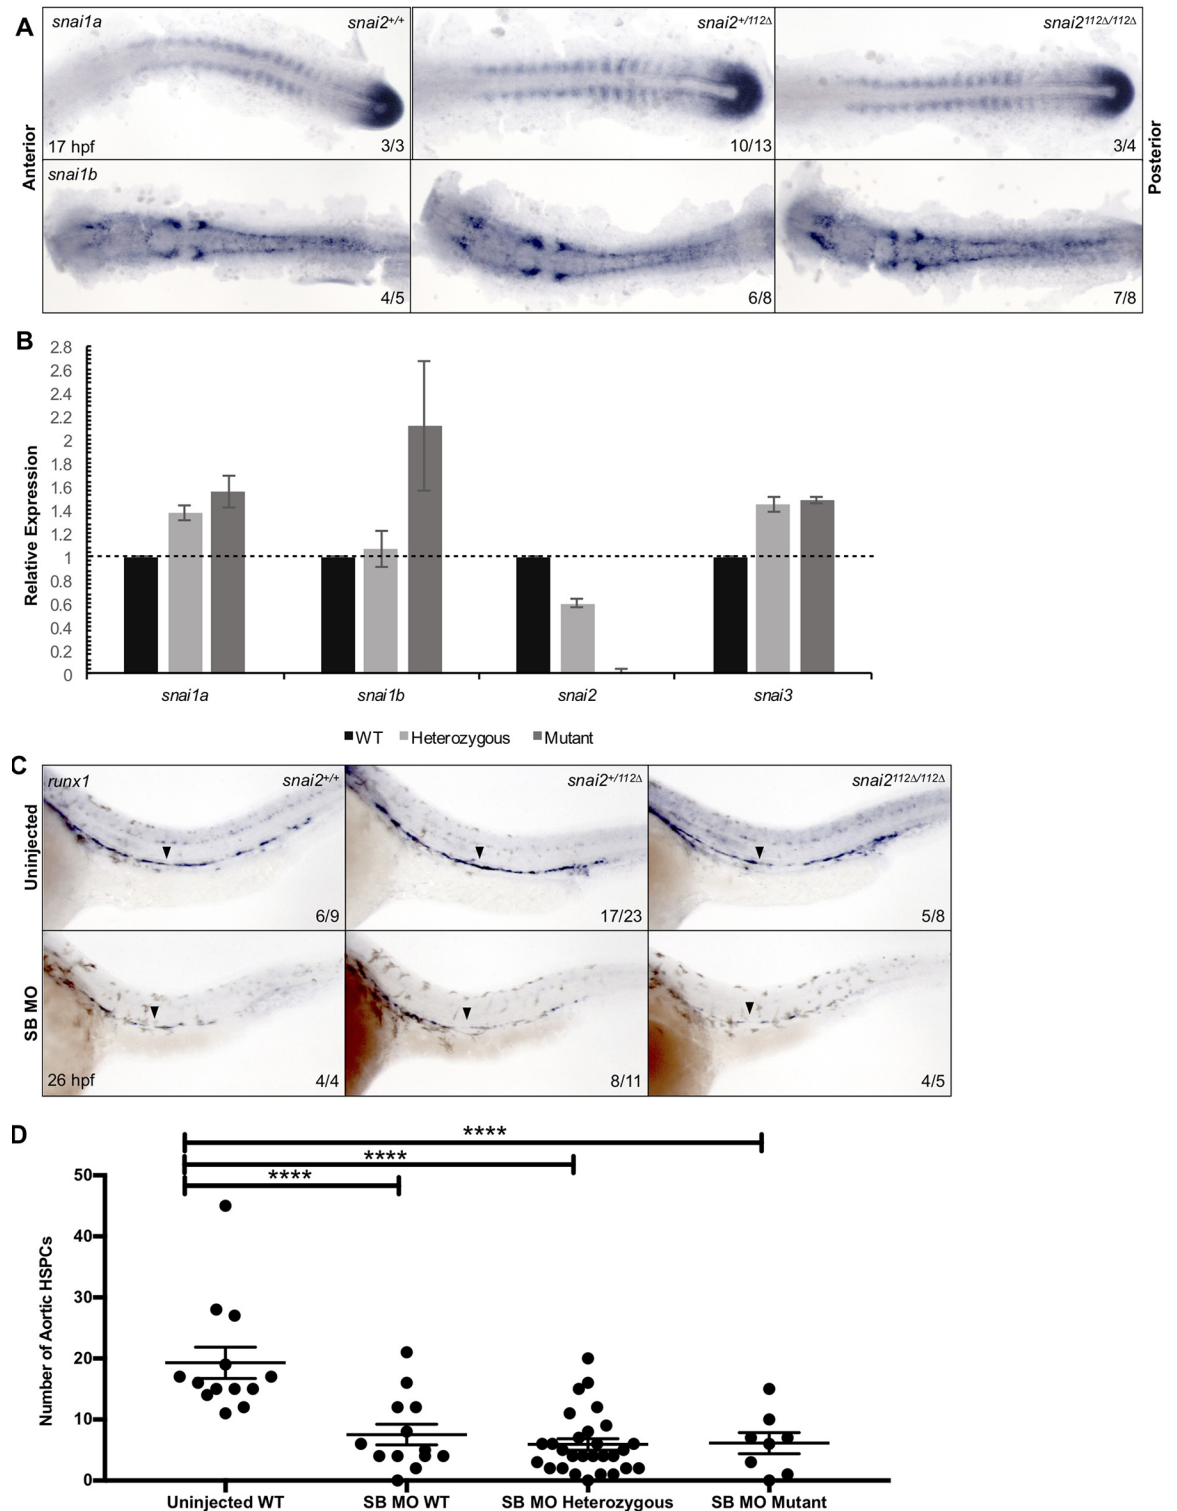 A
snai1a
snai2+/+
snai2+/112Δ
snai2112Δ/112Δ
Anterior
Posterior
17 hpf
3/3
10/13
3/4
snai1b
4/5
6/8
7/8
B
Relative Expression
2.8
2.6
2.4
2.2
2
1.8
1.6
1.4
1.2
1
0.8
0.6
0.4
0.2
0
snai1a
snai1b
snai2
snai3
WT Heterozygous Mutant
C
runx1
snai2+/+
snai2+/112Δ
snai2112Δ/112Δ
Uninjected
6/9
17/23
5/8
SB MO
26 hpf
4/4
8/11
4/5
D
****
****
****
Number of Aortic HSPCs
50
40
30
20
10
0
Uninjected WT
SB MO WT
SB MO Heterozygous
SB MO Mutant